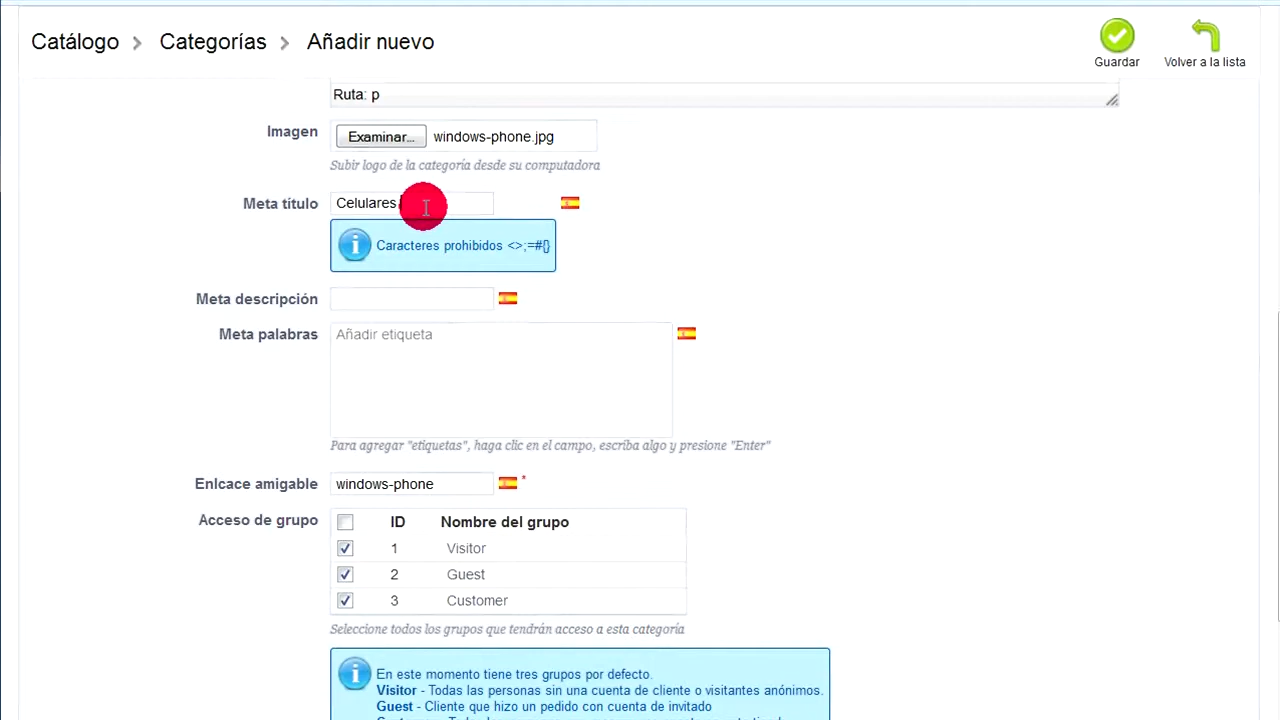 Catálogo > Categorías > Añadir nuevo
Guardar
Volver a la lista
Ruta: p
Imagen
Examinar... windows-phone.jpg
Subir logo de la categoría desde su computadora
Meta título
Celulares
Caracteres prohibidos <>;=#{}
Meta descripción
Meta palabras
Añadir etiqueta
Para agregar "etiquetas", haga clic en el campo, escriba algo y presione "Enter"
Enlcace amigable
windows-phone *
Acceso de grupo
ID Nombre del grupo
1 Visitor
2 Guest
3 Customer
Seleccione todos los grupos que tendrán acceso a esta categoría
En este momento tiene tres grupos por defecto.
Visitor - Todas las personas sin una cuenta de cliente o visitantes anónimos.
Guest - Cliente que hizo un pedido con cuenta de invitado